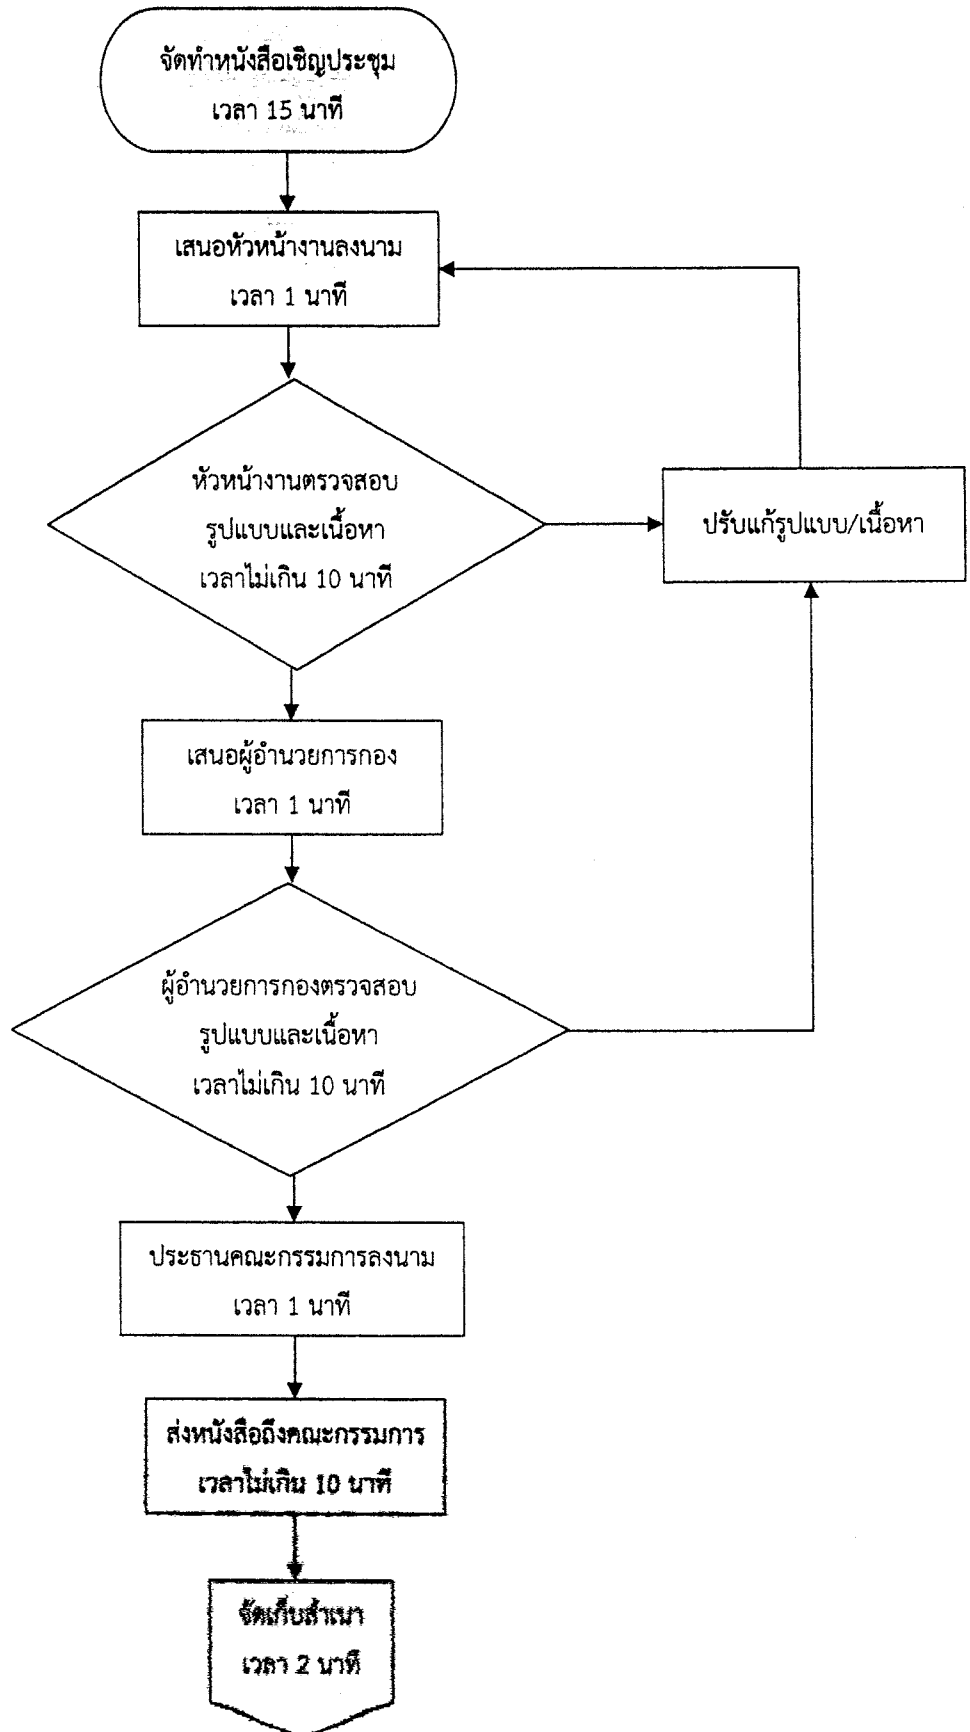 จัดทำหนังสือเชิญประชุม
เวลา 15 นาที
เสนอหัวหน้างานลงนาม
เวลา 1 นาที
หัวหน้างานตรวจสอบ
รูปแบบและเนื้อหา
เวลาไม่เกิน 10 นาที
ปรับแก้รูปแบบ/เนื้อหา
เสนอผู้อำนวยการกอง
เวลา 1 นาที
ผู้อำนวยการกองตรวจสอบ
รูปแบบและเนื้อหา
เวลาไม่เกิน 10 นาที
ประธานคณะกรรมการลงนาม
เวลา 1 นาที
ส่งหนังสือถึงคณะกรรมการ
เวลาไม่เกิน 10 นาที
จัดเก็บสำเนา
เวลา 2 นาที